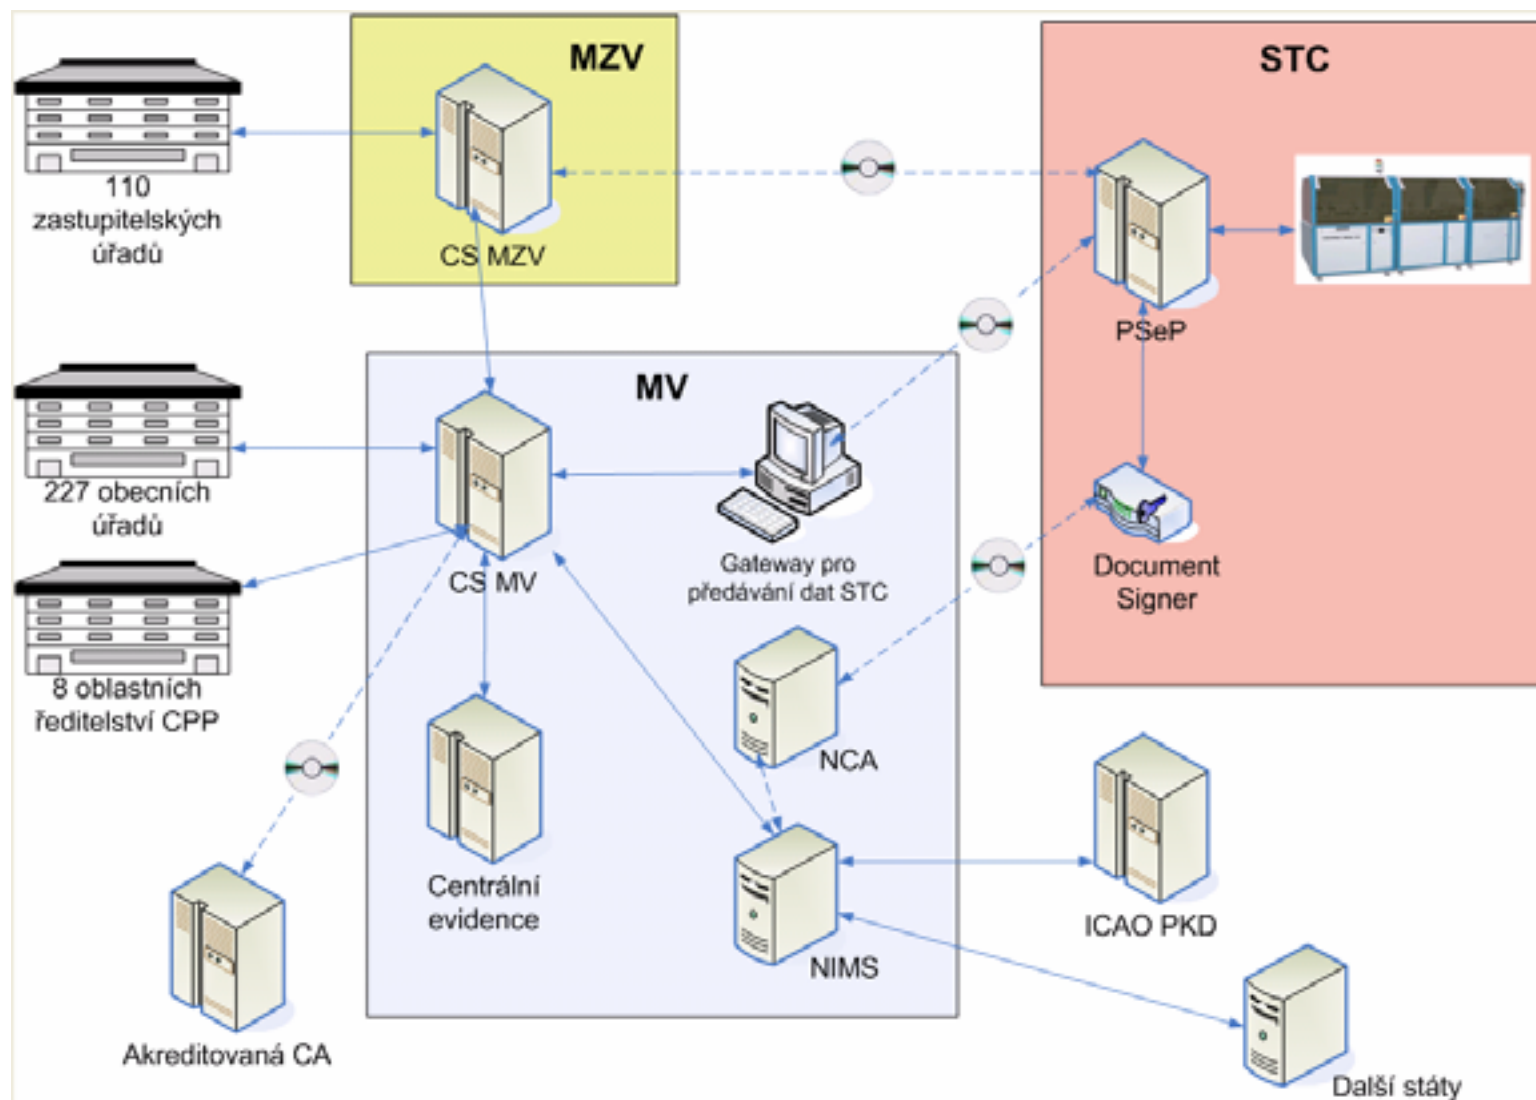 MZV
STC
110
zastupitelských
úřadů
CS MZV
PSeP
MV
227 obecních
úřadů
CS MV
Gateway pro
předávání dat STC
Document
Signer
8 oblastních
ředitelství CPP
NCA
Centrální
evidence
NIMS
ICAO PKD
Akreditovaná CA
Další státy